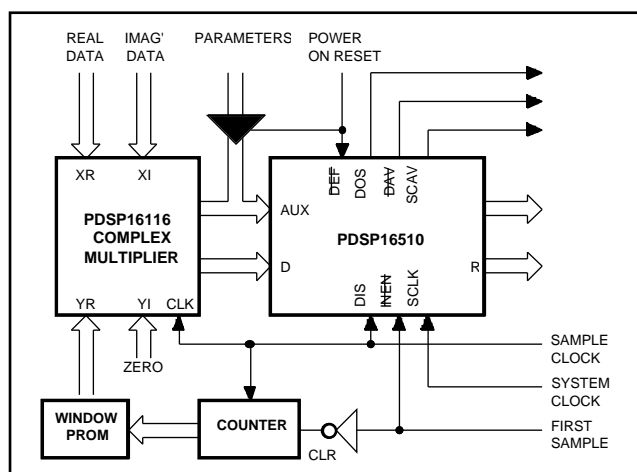 REAL DATA
IMAG' DATA
PARAMETERS
POWER ON RESET
XR
XI
DEF
DOS
DAV
SCAV
PDSP16116
COMPLEX
MULTIPLIER
AUX
PDSP16510
D
R
YR
YI
CLK
DIS
INEN
SCLK
ZERO
SAMPLE
CLOCK
SYSTEM
CLOCK
WINDOW
PROM
COUNTER
CLR
FIRST
SAMPLE